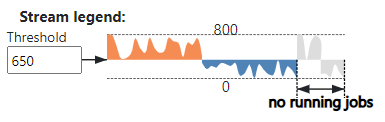 Stream legend:
Threshold
800
650
0
no running jobs